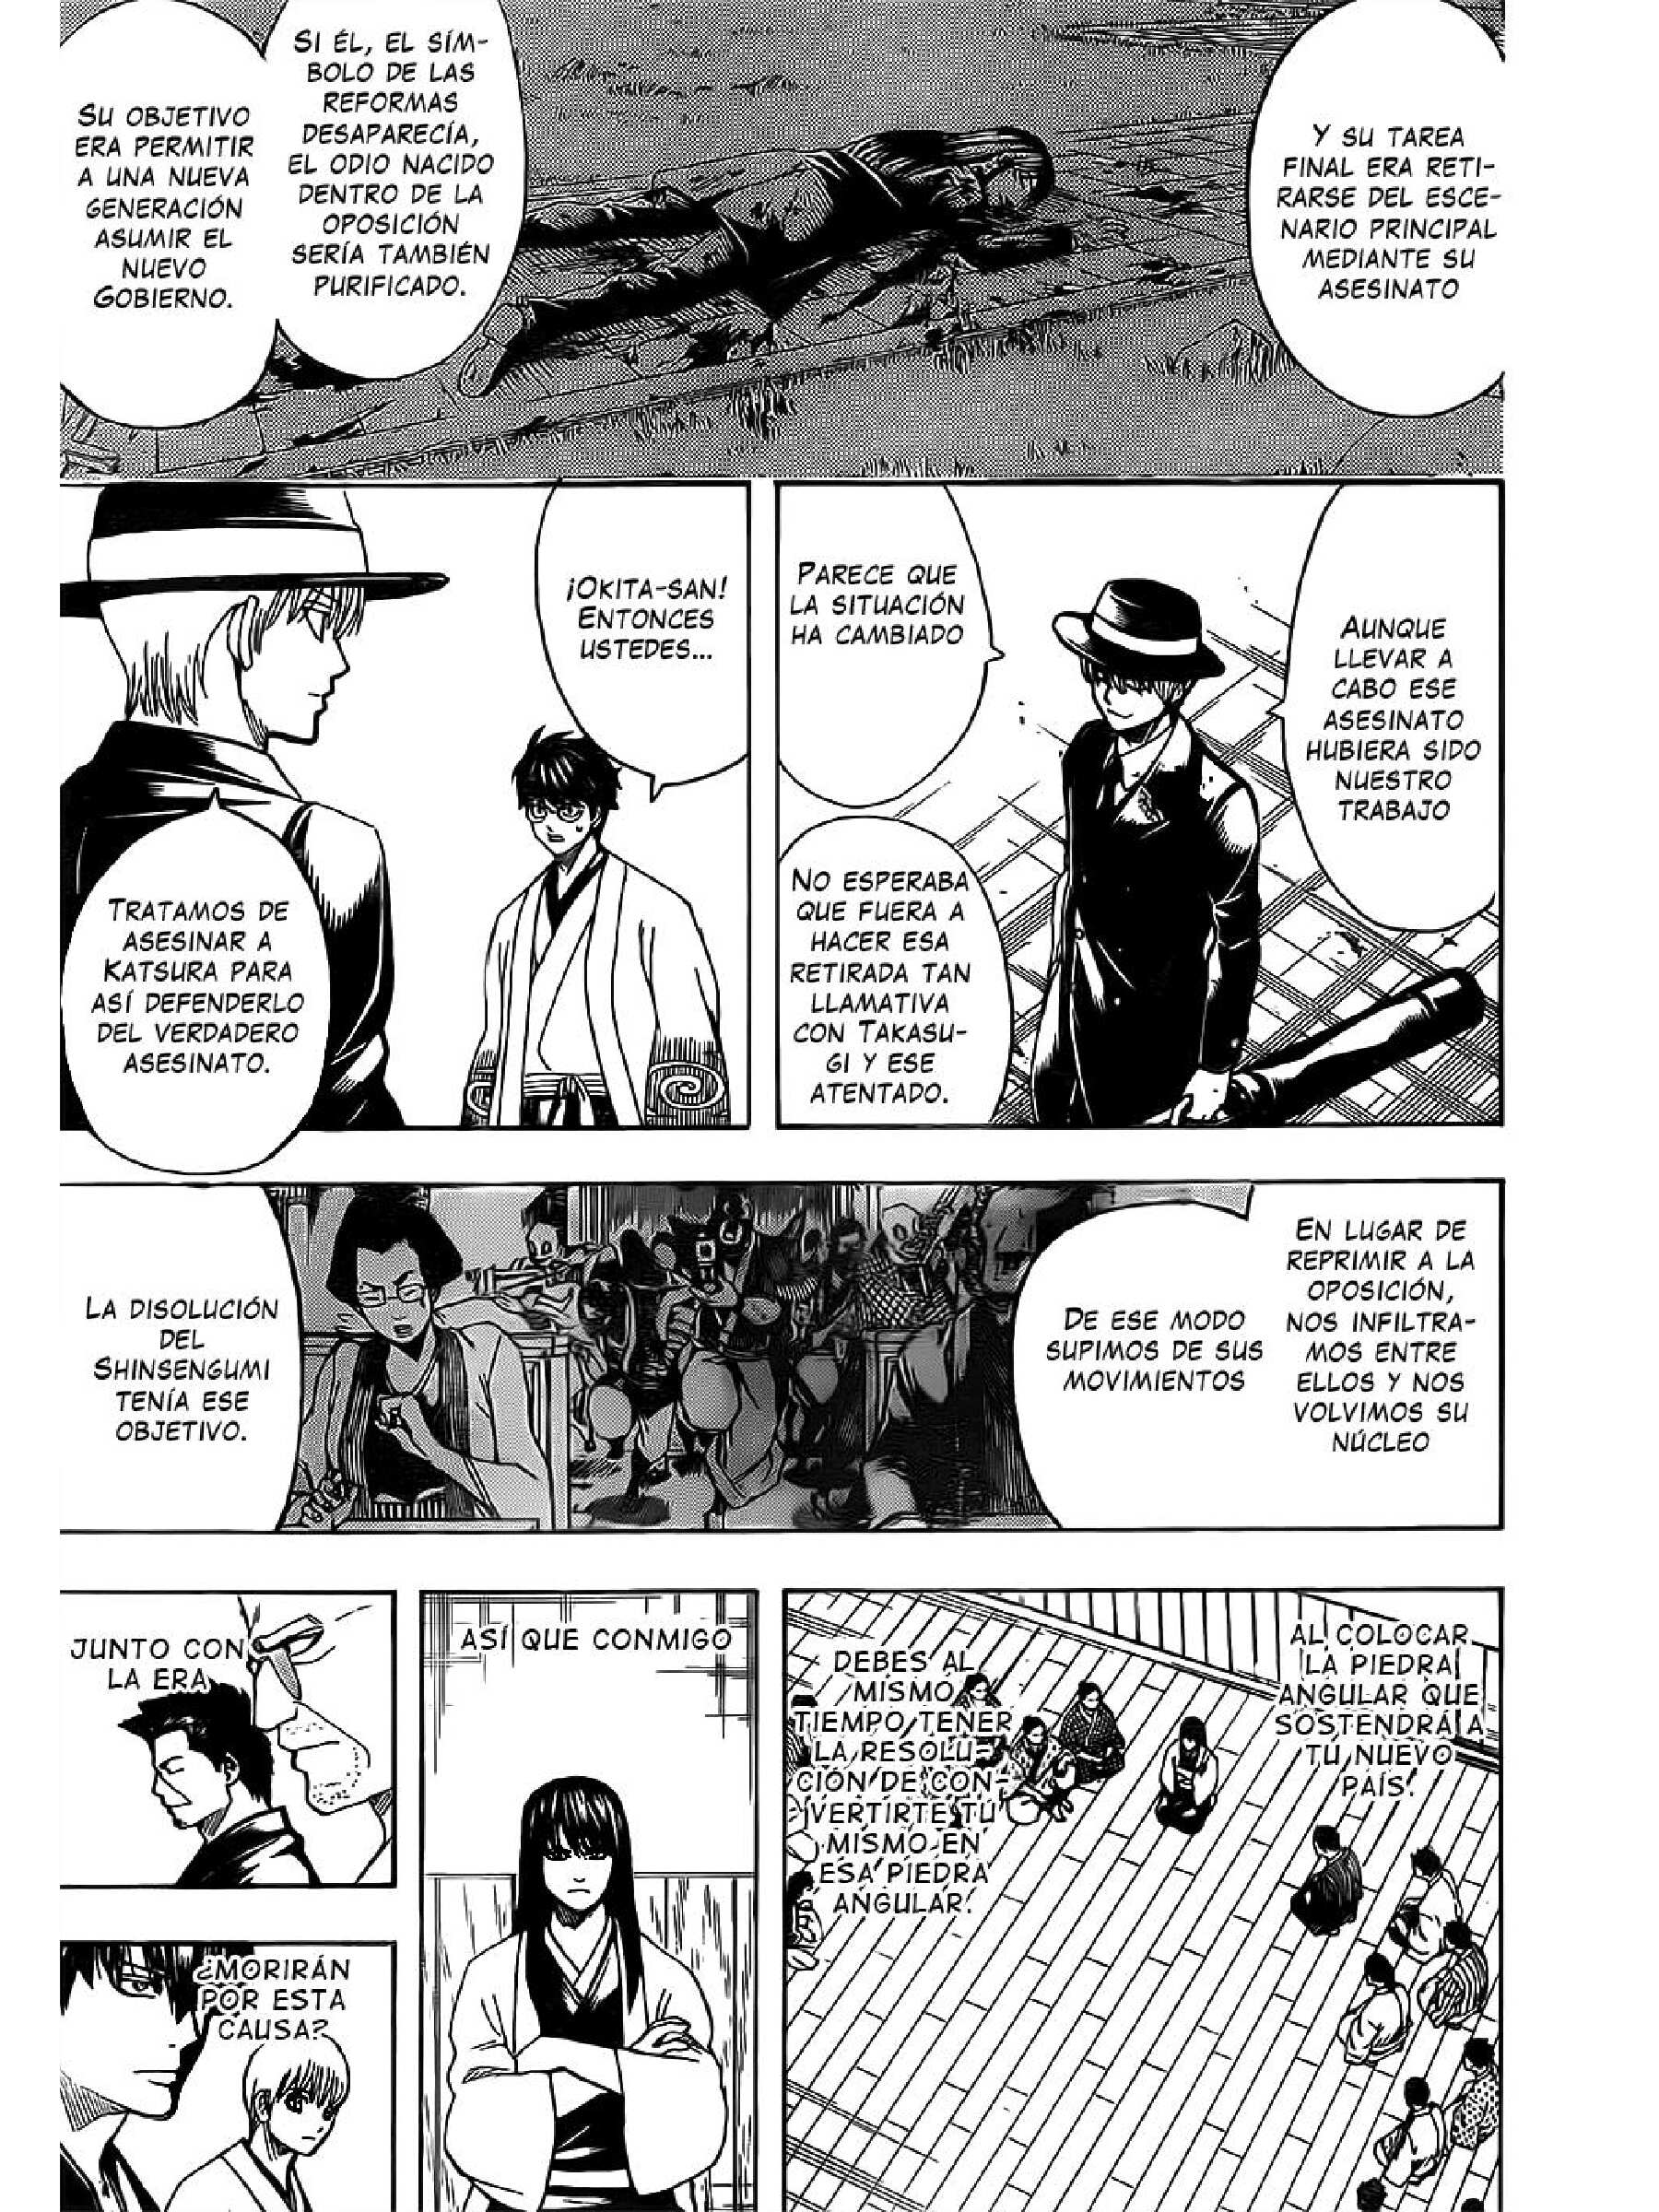 Y SU TAREA
FINAL ERA RETI-
RARSE DEL ESCE-
NARIO PRINCIPAL
MEDIANTE SU
ASESINATO
SI ÉL, EL SÍM-
BOLO DE LAS
REFORMAS
DESAPARECÍA,
EL ODIO NACIDO
DENTRO DE LA
OPOSICIÓN
SERÍA TAMBIÉN
PURIFICADO.
SU OBJETIVO
ERA PERMITIR
A UNA NUEVA
GENERACIÓN
ASUMIR EL
NUEVO
GOBIERNO.
AUNQUE
LLEVAR A
CABO ESE
ASESINATO
HUBIERA SIDO
NUESTRO
TRABAJO
PARECE QUE
LA SITUACIÓN
HA CAMBIADO
NO ESPERABA
QUE FUERA A
HACER ESA
RETIRADA TAN
LLAMATIVA
CON TAKASU-
GI Y ESE
ATENTADO.
¡OKITA-SAN!
ENTONCES
USTEDES...
TRATAMOS DE
ASESINAR A
KATSURA PARA
ASÍ DEFENDERLO
DEL VERDADERO
ASESINATO.
EN LUGAR DE
REPRIMIR A LA
OPOSICIÓN,
NOS INFILTRA-
MOS ENTRE
ELLOS Y NOS
VOLVIMOS SU
NÚCLEO
DE ESE MODO
SUPIMOS DE SUS
MOVIMIENTOS
LA DISOLUCIÓN
DEL
SHINSENGUMI
TENÍA ESE
OBJETIVO.
AL COLOCAR
LA PIEDRA
ANGULAR QUE
SOSTENDRÁ A
TU NUEVO
PAÍS.
DEBES AL
MISMO
TIEMPO TENER
LA RESOLU-
CIÓN DE CON-
VERTIRTE TÚ
MISMO EN
ESA PIEDRA
ANGULAR.
ASÍ QUE CONMIGO
JUNTO CON
LA ERA
¿MORIRÁN
POR ESTA
CAUSA?